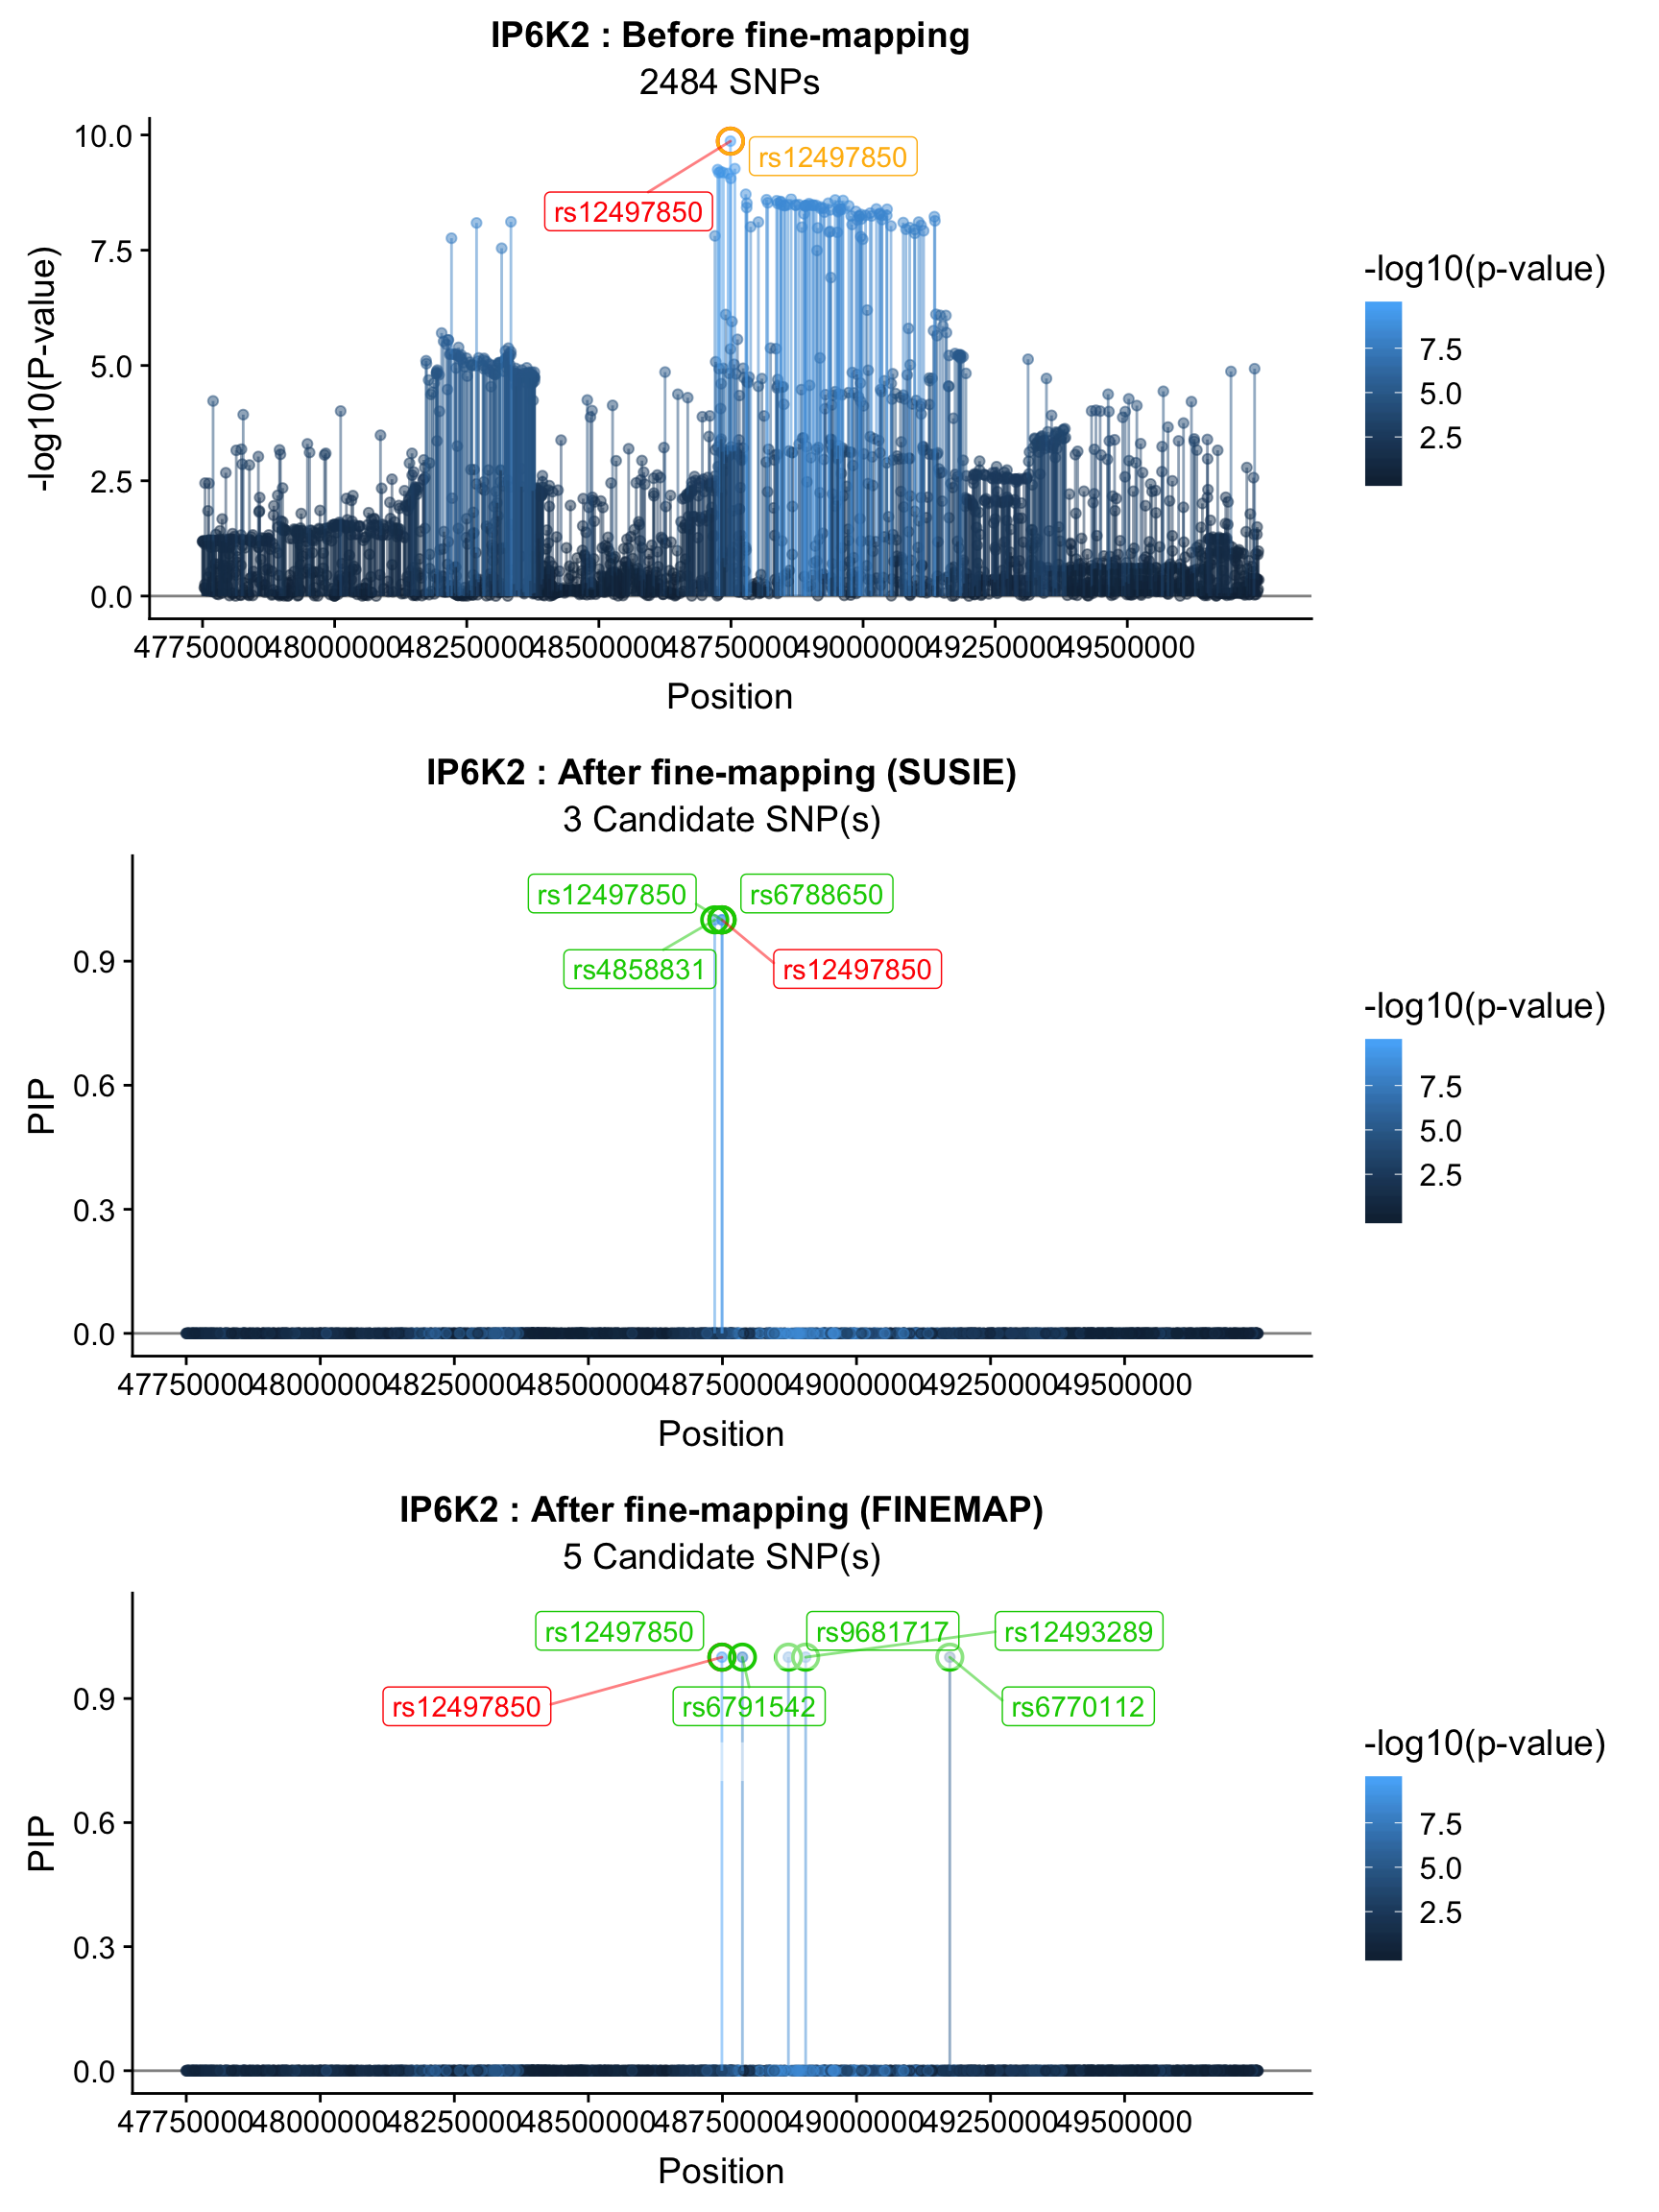 IP6K2 : Before fine-mapping
2484 SNPs
10.0
7.5
5.0
2.5
0.0
-log10(P-value)
rs12497850
rs12497850
47750000 48000000 48250000 48500000 48750000 49000000 49250000 49500000
Position
-log10(p-value)
7.5
5.0
2.5
IP6K2 : After fine-mapping (SUSIE)
3 Candidate SNP(s)
rs12497850 rs6788650
rs4858831 rs12497850
0.9
0.6
0.3
0.0
PIP
47750000 48000000 48250000 48500000 48750000 49000000 49250000 49500000
Position
-log10(p-value)
7.5
5.0
2.5
IP6K2 : After fine-mapping (FINEMAP)
5 Candidate SNP(s)
rs12497850 rs9681717 rs12493289
rs12497850 rs6791542 rs6770112
0.9
0.6
0.3
0.0
PIP
47750000 48000000 48250000 48500000 48750000 49000000 49250000 49500000
Position
-log10(p-value)
7.5
5.0
2.5